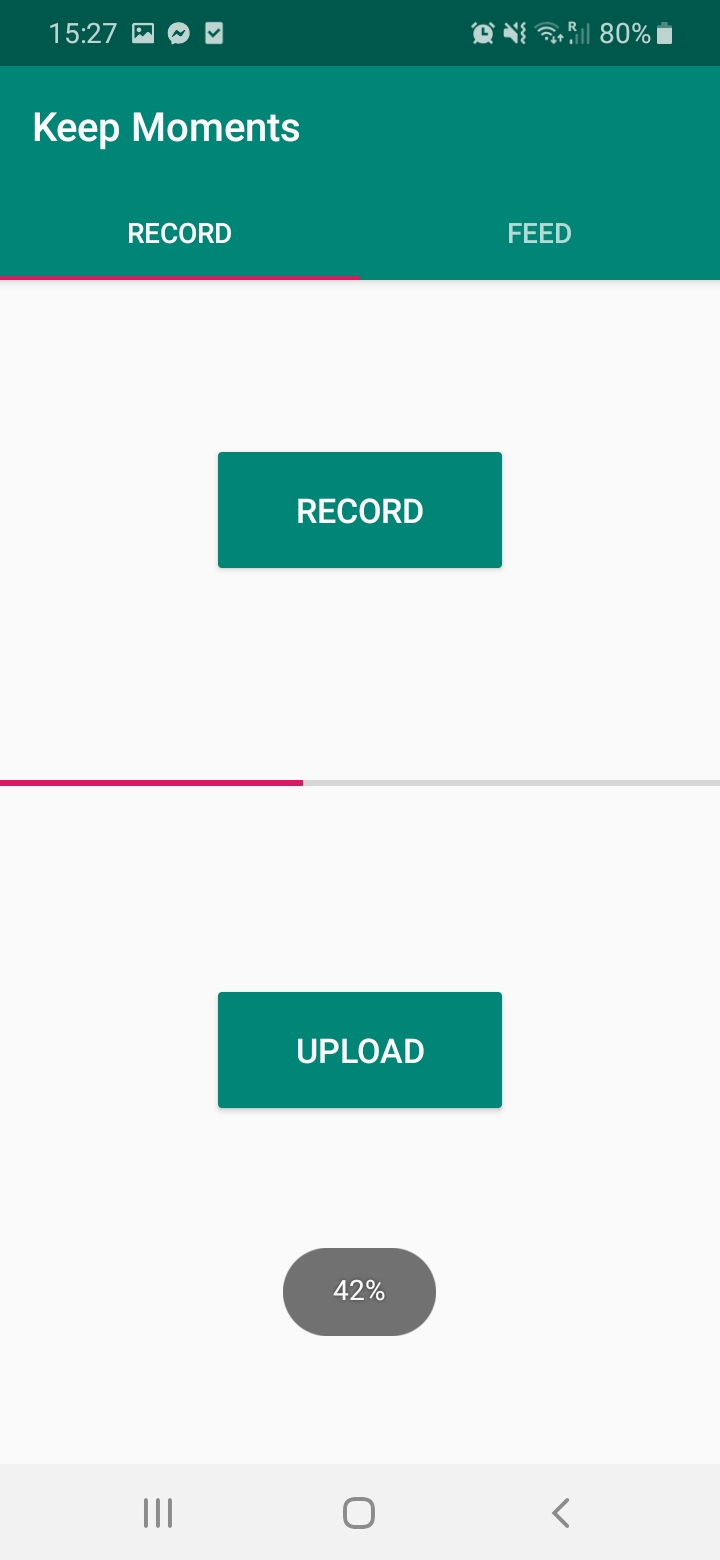 15:27 R 80%
Keep Moments
RECORD FEED
RECORD
UPLOAD
42%